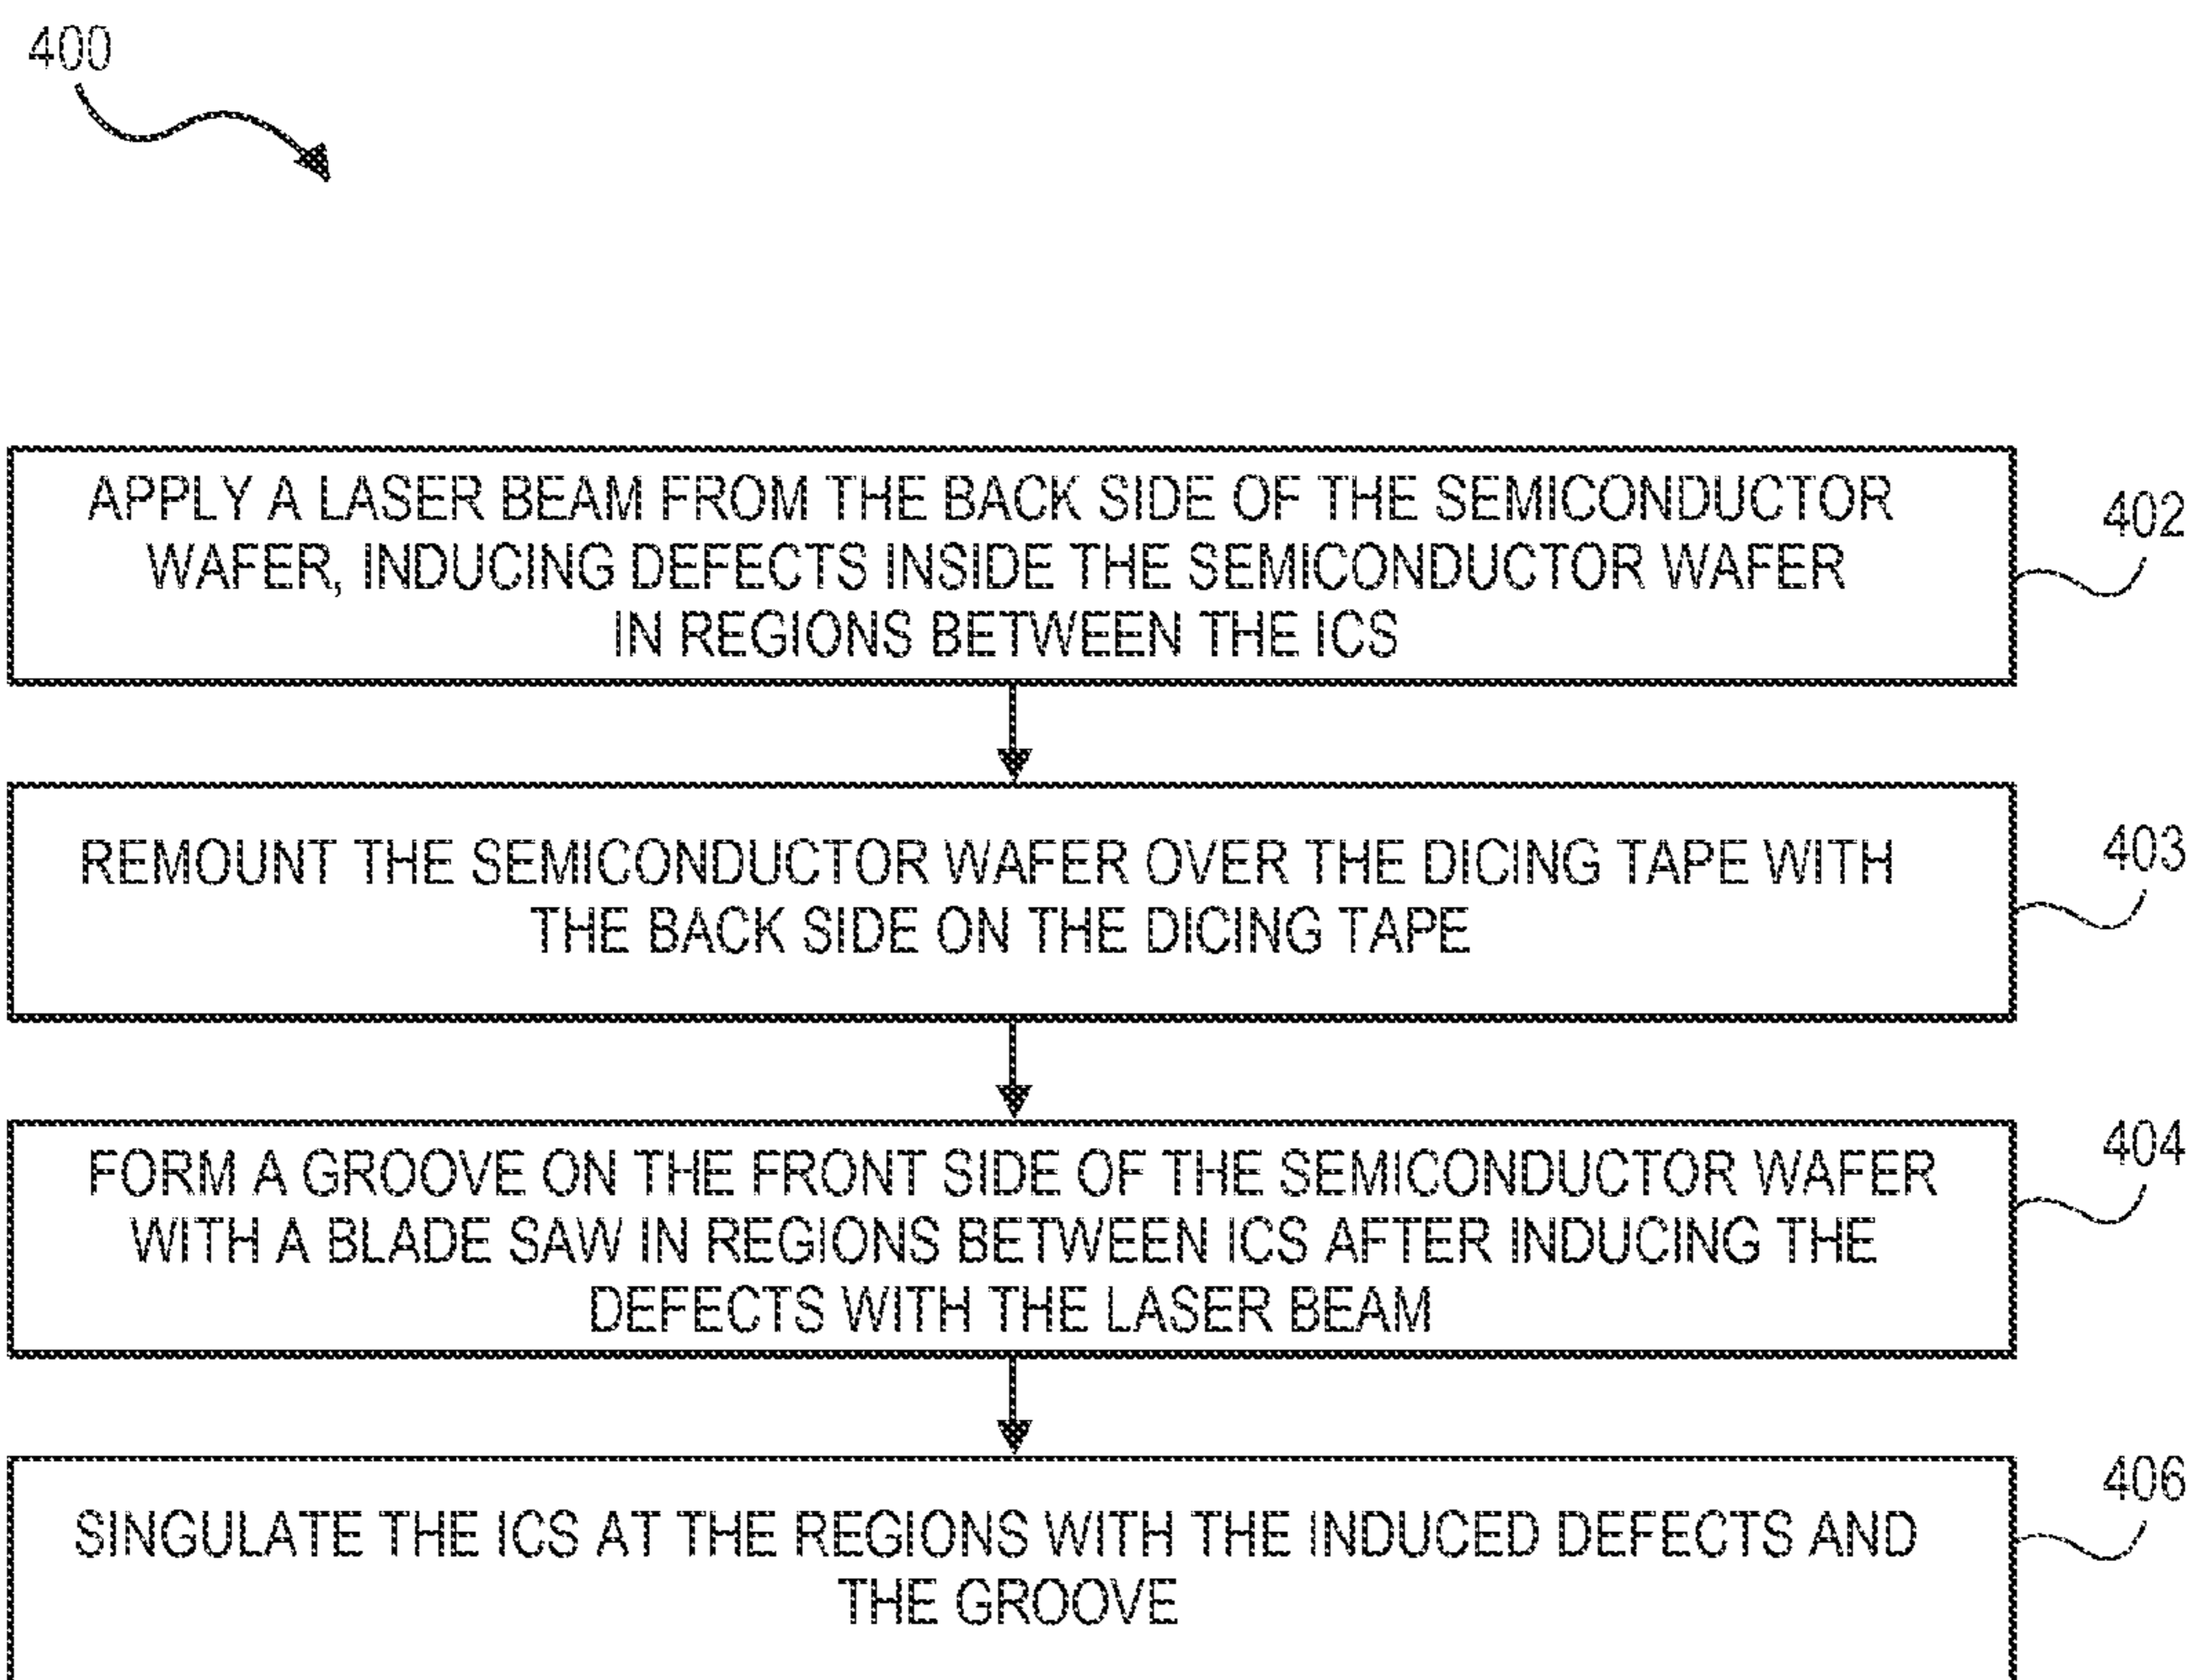 400
APPLY A LASER BEAM FROM THE BACK SIDE OF THE SEMICONDUCTOR
WAFER, INDUCING DEFECTS INSIDE THE SEMICONDUCTOR WAFER
IN REGIONS BETWEEN THE ICS
402
REMOUNT THE SEMICONDUCTOR WAFER OVER THE DICING TAPE WITH
THE BACK SIDE ON THE DICING TAPE
403
FORM A GROOVE ON THE FRONT SIDE OF THE SEMICONDUCTOR WAFER
WITH A BLADE SAW IN REGIONS BETWEEN ICS AFTER INDUCING THE
DEFECTS WITH THE LASER BEAM
404
SINGULATE THE ICS AT THE REGIONS WITH THE INDUCED DEFECTS AND
THE GROOVE
406